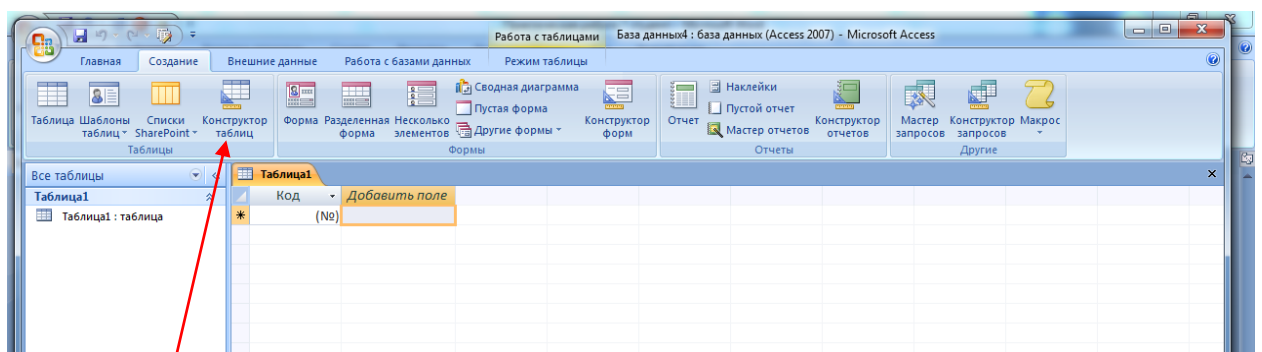 Работа с таблицами База данных4 : база данных (Access 2007) - Microsoft Access
Главная Создание Внешние данные Работа с базами данных Режим таблицы
Таблица
Шаблоны
таблиц
Списки
SharePoint
Конструктор
таблиц
Таблицы
Форма
Разделенная
форма
Несколько
элементов
Сводная диаграмма
Пустая форма
Другие формы
Конструктор
форм
Формы
Отчет
Наклейки
Пустой отчет
Мастер отчетов
Конструктор
отчетов
Отчеты
Мастер
запросов
Конструктор
запросов
Макрос
Другие
Все таблицы
Таблица1
Таблица1 : таблица
Таблица1
Код Добавить поле
(№)